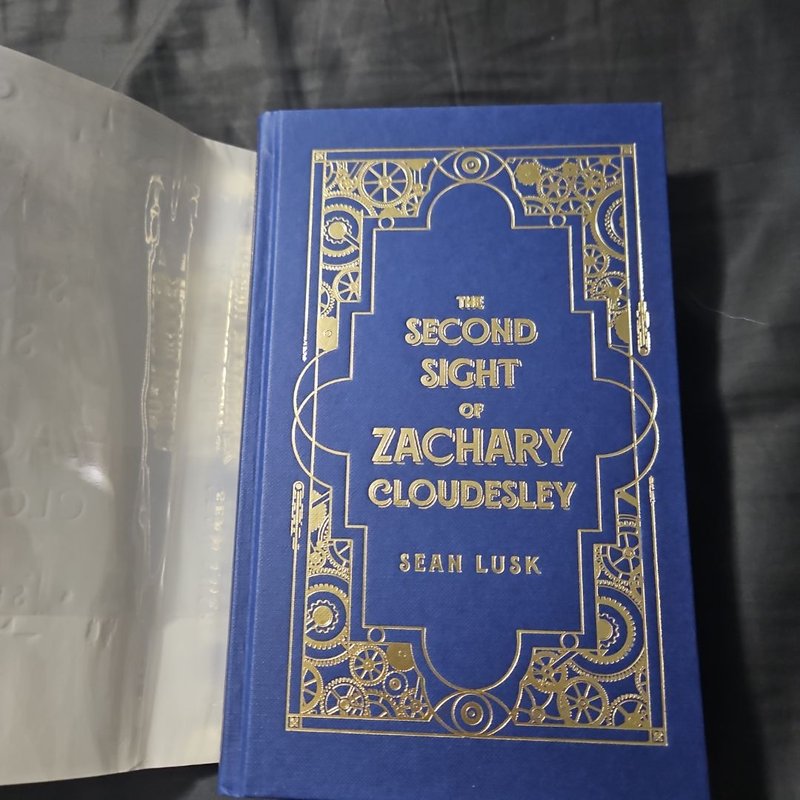 THE
SECOND
SIGHT
OF
ZACHARY
CLOUDESLEY
SEAN LUSK